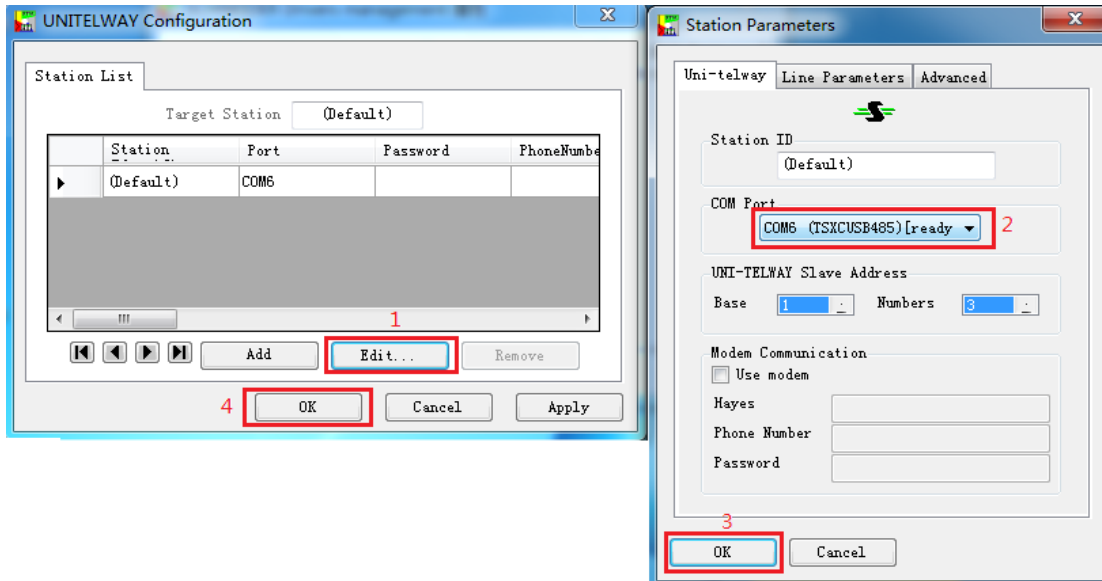 UNITELWAY Configuration
Station List
Target Station (Default)
Station Port Password PhoneNumbe
(Default) COM6
1
Add Edit... Remove
4 OK Cancel Apply
Station Parameters
Uni-telway Line Parameters Advanced
Station ID
(Default)
COM Port
COM6 (TSXCUSB485)[ready 2
UNI-TELWAY Slave Address
Base 1 Numbers 3
Modem Communication
Use modem
Hayes
Phone Number
Password
3
OK Cancel